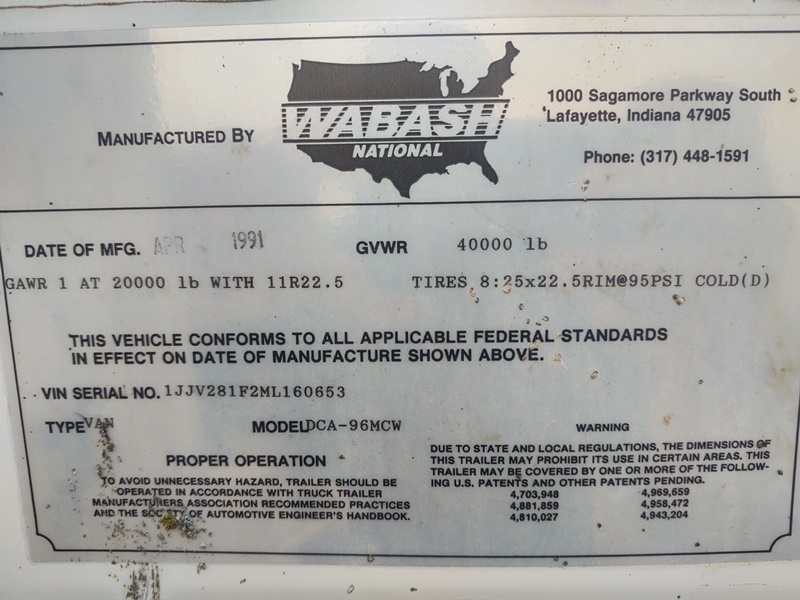 MANUFACTURED BY
WABASH
NATIONAL
1000 Sagamore Parkway South
Lafayette, Indiana 47905
Phone: (317) 448-1591
DATE OF MFG. APR 1991 GVWR 40000 lb
GAWR 1 AT 20000 lb WITH 11R22.5 TIRES 8:25x22.5RIM@95PSI COLD(D)
THIS VEHICLE CONFORMS TO ALL APPLICABLE FEDERAL STANDARDS
IN EFFECT ON DATE OF MANUFACTURE SHOWN ABOVE.
VIN SERIAL NO. 1JJV281F2ML160653
TYPE VAN MODEL DCA-96MCW
PROPER OPERATION
TO AVOID UNNECESSARY HAZARD, TRAILER SHOULD BE
OPERATED IN ACCORDANCE WITH TRUCK TRAILER
MANUFACTURERS ASSOCIATION RECOMMENDED PRACTICES
AND THE SOCIETY OF AUTOMOTIVE ENGINEER'S HANDBOOK.
WARNING
DUE TO STATE AND LOCAL REGULATIONS, THE DIMENSIONS OF
THIS TRAILER MAY PROHIBIT ITS USE IN CERTAIN AREAS. THIS
TRAILER MAY BE COVERED BY ONE OR MORE OF THE FOLLOW-
ING U.S. PATENTS AND OTHER PATENTS PENDING.
4,703,948 4,969,659
4,881,859 4,958,472
4,810,027 4,943,204